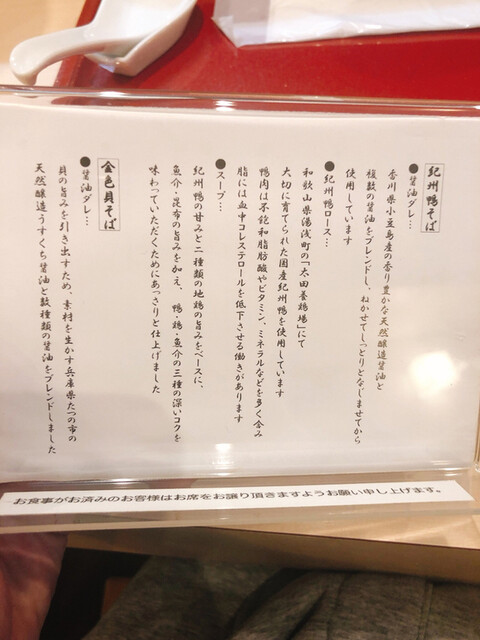 紀州鴨そば
●醤油ダレ…
香川県小豆島産の香り豊かな天然醸造醤油と
複数の醤油をブレンドし、ねかせてしっとりとなじませてから
使用しています
●紀州鴨ロース…
和歌山県湯浅町の「太田養鶏場」にて
大切に育てられた国産紀州鴨を使用しています
鴨肉は不飽和脂肪酸やビタミン、ミネラルなどを多く含み
脂には血中コレステロールを低下させる働きがあります
●スープ…
紀州鴨の甘みと二種類の地鶏の旨みをベースに、
魚介・昆布の旨みを加え、鴨・鶏・魚介の三種の深いコクを
味わっていただくためにあっさりと仕上げました
金色貝そば
●醤油ダレ…
貝の旨みを引き出すため、素材を生かす兵庫県たつの市の
天然醸造うすくち醤油と数種類の醤油をブレンドしました
お食事がお済みのお客様はお席をお譲り頂きますようお願い申し上げます。